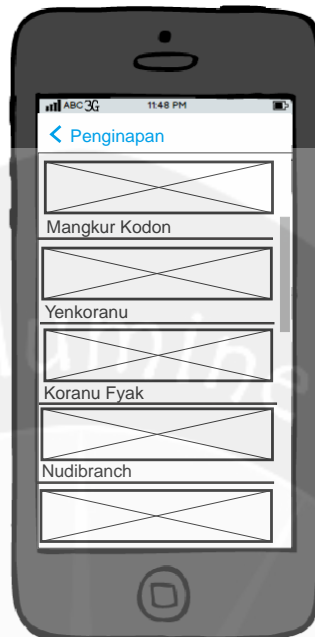 ABC 3G 11:48 PM
Penginapan
Mangkur Kodon
Yenkoranu
Koranu Fyak
Nudibranch